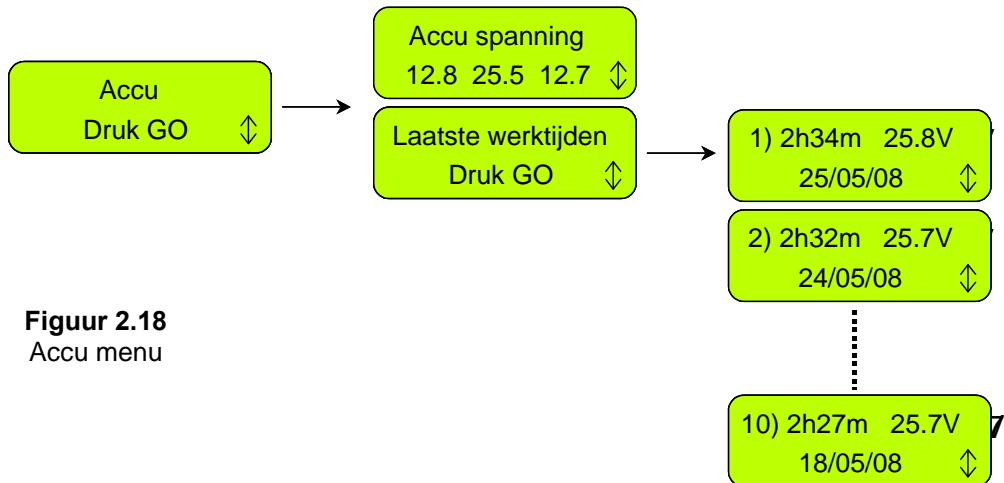 Accu
Druk GO
Accu spanning
12.8 25.5 12.7
Laatste werktijden
Druk GO
1) 2h34m 25.8V
25/05/08
2) 2h32m 25.7V
24/05/08
10) 2h27m 25.7V
18/05/08
7
Figuur 2.18
Accu menu